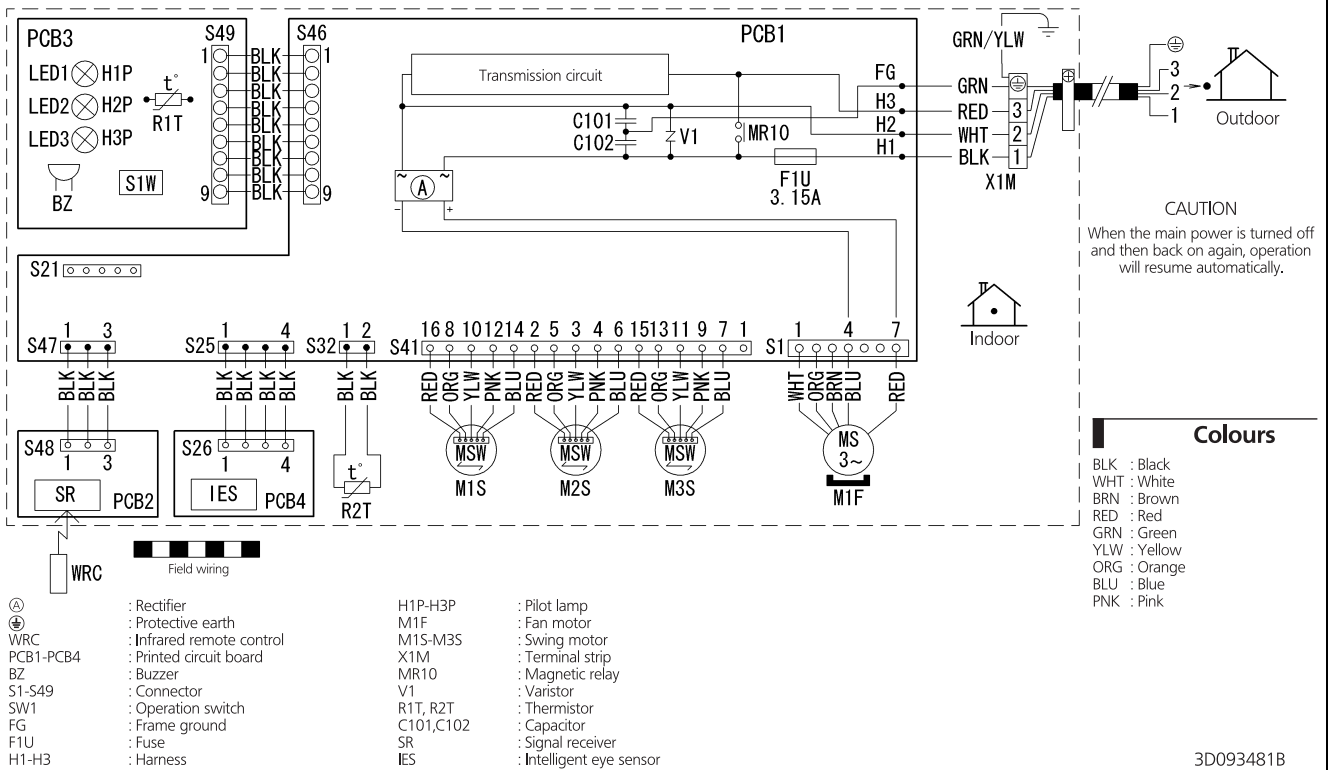 PCB3
S49
S46
PCB1
GRN/YLW
1
BLK
1
LED1 H1P
BLK
t°
BLK
Transmission circuit
FG
GRN
3
LED2 H2P
BLK
H3
RED
3
2
R1T
BLK
C101
H2
WHT
2
1
Outdoor
LED3 H3P
BLK
C102
V1
MR10
H1
BLK
1
BLK
X1M
S1W
BLK
F1U
BZ
9
BLK
9
~ A ~
3.15A
- +
CAUTION
When the main power is turned off
and then back on again, operation
will resume automatically.
S21
Indoor
1 3
1 4
1 2
16 8 10 12 14 2 5 3 4 6 15 13 11 9 7 1
1 4 7
S47
S25
S32
S41
S1
BLK BLK BLK
BLK BLK BLK BLK
BLK BLK
RED ORG YLW PNK BLU RED ORG YLW PNK BLU RED ORG YLW PNK BLU
WHT ORG BRN BLU RED
S48
1 3
SR
PCB2
S26
1 4
IES
PCB4
t°
R2T
MSW
M1S
MSW
M2S
MSW
M3S
MS
3~
M1F
WRC
Field wiring
Colours
BLK : Black
WHT : White
BRN : Brown
RED : Red
GRN : Green
YLW : Yellow
ORG : Orange
BLU : Blue
PNK : Pink
A : Rectifier
: Protective earth
WRC : Infrared remote control
PCB1-PCB4 : Printed circuit board
BZ : Buzzer
S1-S49 : Connector
SW1 : Operation switch
FG : Frame ground
F1U : Fuse
H1-H3 : Harness
H1P-H3P : Pilot lamp
M1F : Fan motor
M1S-M3S : Swing motor
X1M : Terminal strip
MR10 : Magnetic relay
V1 : Varistor
R1T, R2T : Thermistor
C101,C102 : Capacitor
SR : Signal receiver
IES : Intelligent eye sensor
3D093481B